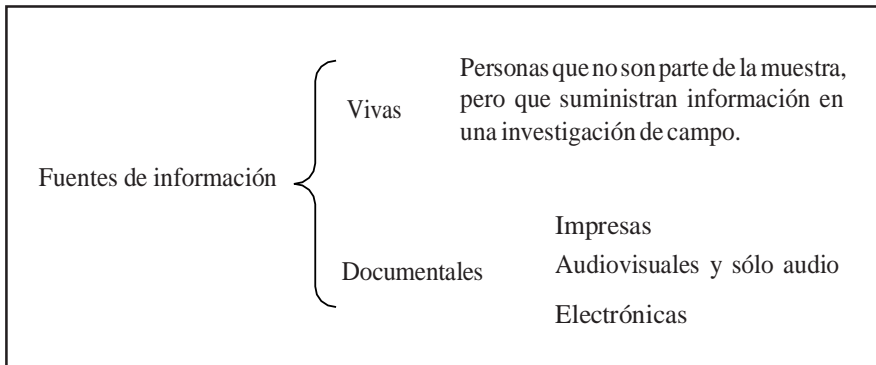 Personas que no son parte de la muestra,
Vivas pero que suministran información en
una investigación de campo.
Fuentes de información
Impresas
Documentales Audiovisuales y sólo audio
Electrónicas